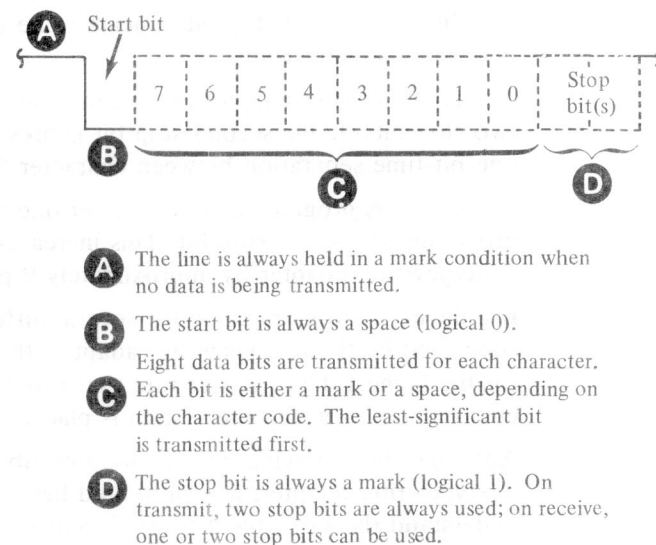 A Start bit
7 6 5 4 3 2 1 0 Stop
bit(s)
B
C
D
A The line is always held in a mark condition when
no data is being transmitted.
B The start bit is always a space (logical 0).
Eight data bits are transmitted for each character.
C Each bit is either a mark or a space, depending on
the character code. The least-significant bit
is transmitted first.
D The stop bit is always a mark (logical 1). On
transmit, two stop bits are always used; on receive,
one or two stop bits can be used.